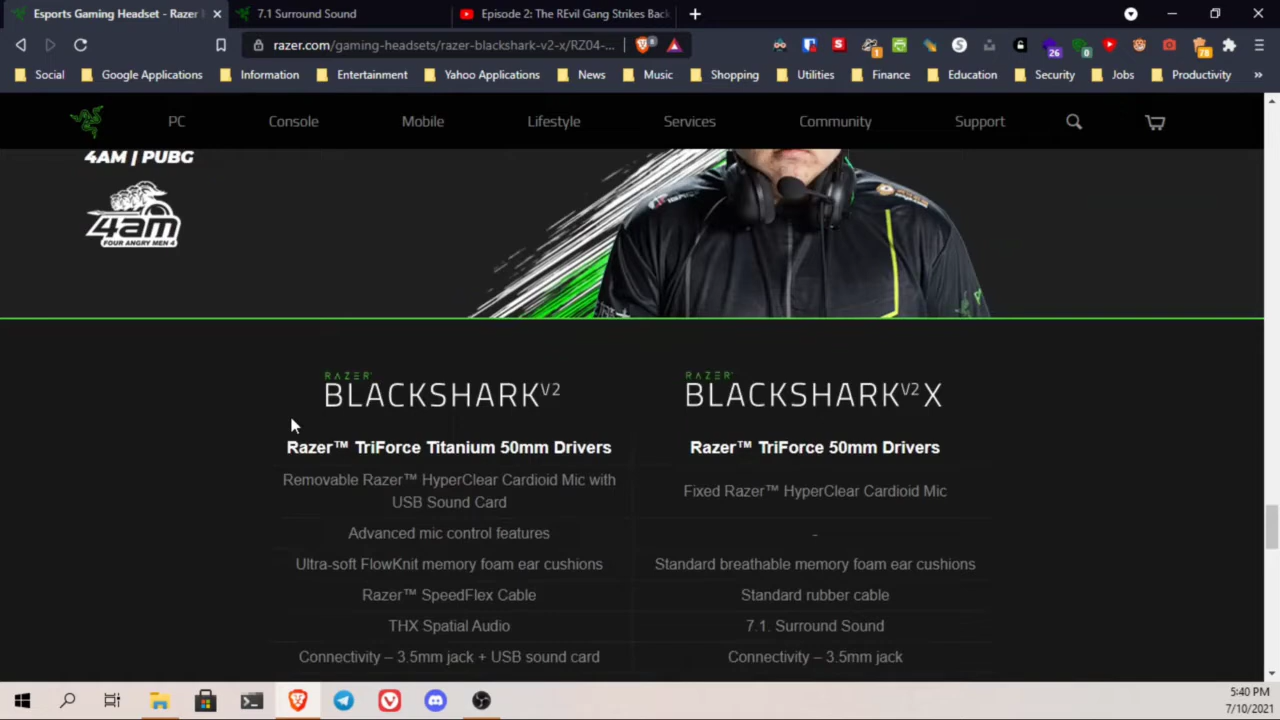 Esports Gaming Headset - Razer
7.1 Surround Sound
Episode 2: The REvil Gang Strikes Back
razer.com/gaming-headsets/razer-blackshark-v2-x/RZ04-...
8
1
26
0
78
Social
Google Applications
Information
Entertainment
Yahoo Applications
News
Music
Shopping
Utilities
Finance
Education
Security
Jobs
Productivity
»
PC
Console
Mobile
Lifestyle
Services
Community
Support
4AM | PUBG
4am
FOUR ANGRY MEN 4
RAZER
BLACKSHARK V2
RAZER
BLACKSHARK V2 X
Razer™ TriForce Titanium 50mm Drivers
Razer™ TriForce 50mm Drivers
Removable Razer™ HyperClear Cardioid Mic with
USB Sound Card
Fixed Razer™ HyperClear Cardioid Mic
Advanced mic control features
-
Ultra-soft FlowKnit memory foam ear cushions
Standard breathable memory foam ear cushions
Razer™ SpeedFlex Cable
Standard rubber cable
THX Spatial Audio
7.1. Surround Sound
Connectivity – 3.5mm jack + USB sound card
Connectivity – 3.5mm jack
5:40 PM
7/10/2021